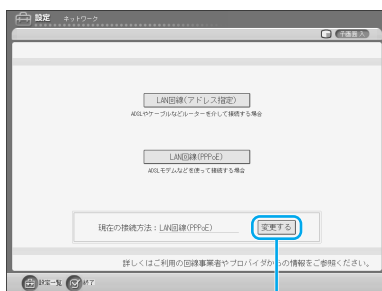 設定 ネットワーク
子画面 入
LAN回線(アドレス指定)
ADSLやケーブルなどルーターを介して接続する場合
LAN回線(PPPoE)
ADSLモデムなどを使って接続する場合
現在の接続方法：LAN回線(PPPoE) 変更する
詳しくはご利用の回線事業者やプロバイダからの情報をご参照ください。
設定一覧 終了